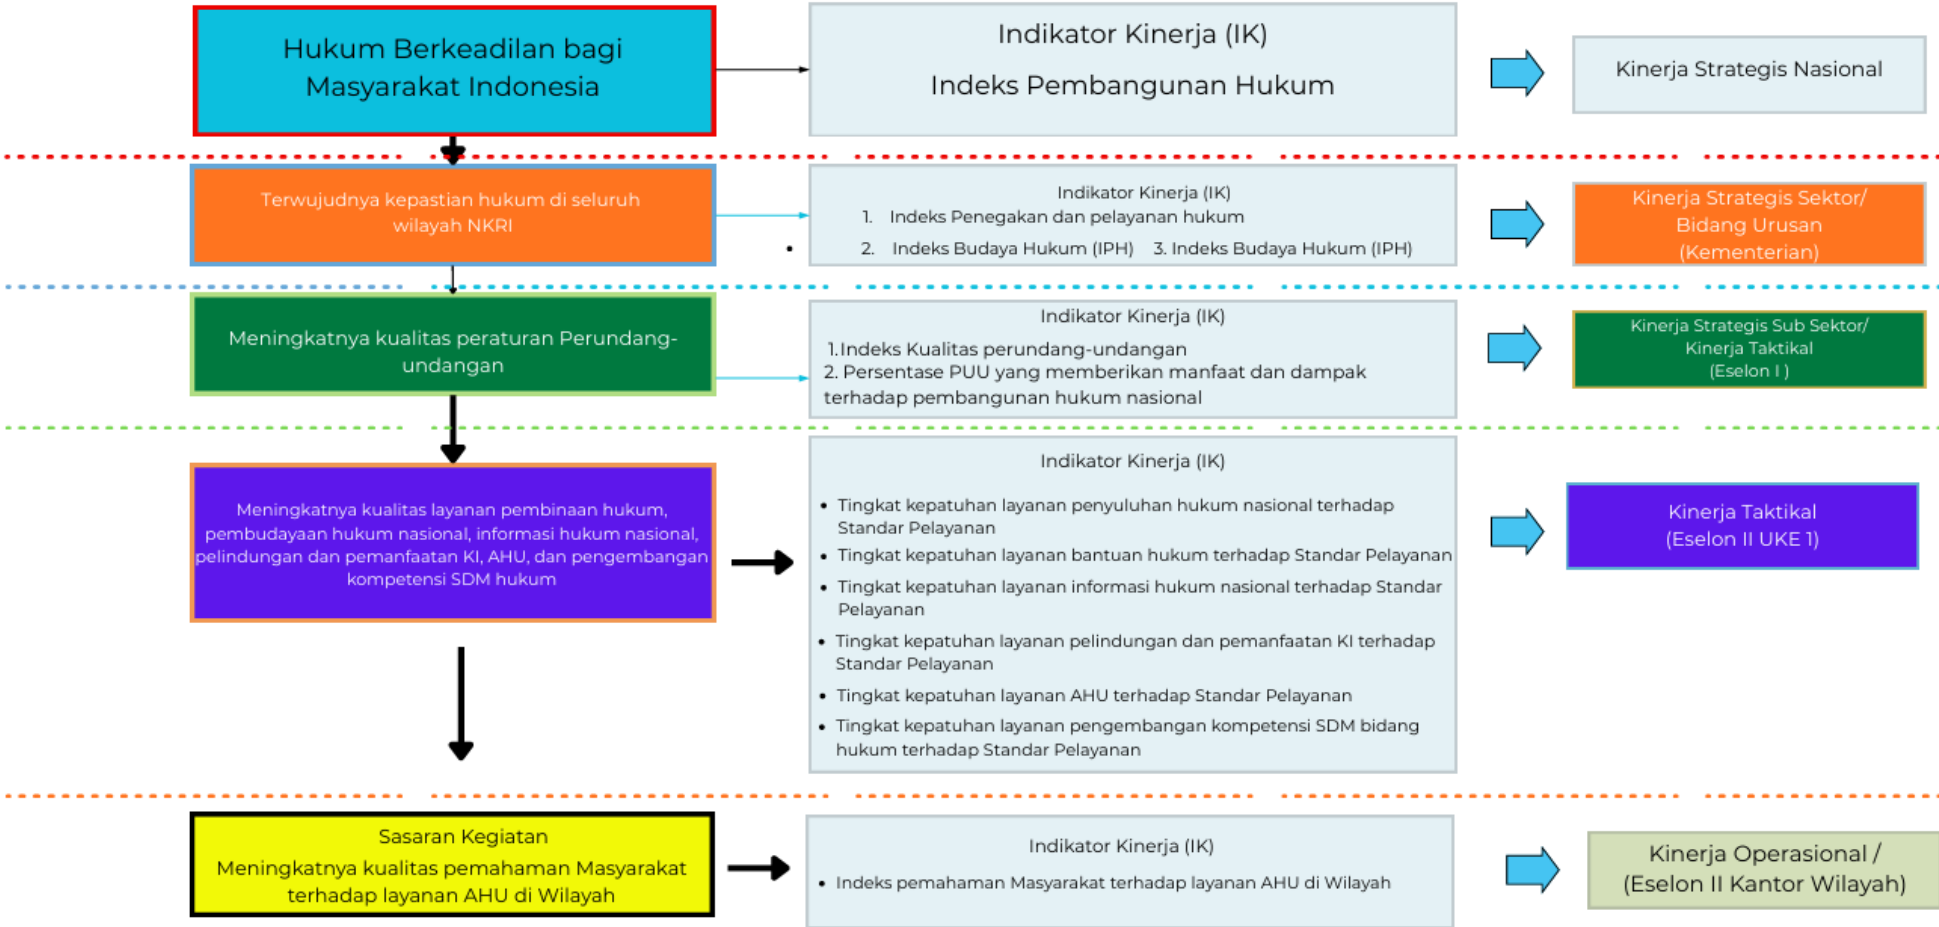 Hukum Berkeadilan bagi
Masyarakat Indonesia
Indikator Kinerja (IK)
Indeks Pembangunan Hukum
Kinerja Strategis Nasional
Terwujudnya kepastian hukum di seluruh
wilayah NKRI
Indikator Kinerja (IK)
1. Indeks Penegakan dan pelayanan hukum
2. Indeks Budaya Hukum (IPH) 3. Indeks Budaya Hukum (IPH)
Kinerja Strategis Sektor/
Bidang Urusan
(Kementerian)
Meningkatnya kualitas peraturan Perundang-
undangan
Indikator Kinerja (IK)
1.Indeks Kualitas perundang-undangan
2. Persentase PUU yang memberikan manfaat dan dampak
terhadap pembangunan hukum nasional
Kinerja Strategis Sub Sektor/
Kinerja Taktikal
(Eselon I )
Meningkatnya kualitas layanan pembinaan hukum,
pembudayaan hukum nasional, informasi hukum nasional,
pelindungan dan pemanfaatan KI, AHU, dan pengembangan
kompetensi SDM hukum
Indikator Kinerja (IK)
• Tingkat kepatuhan layanan penyuluhan hukum nasional terhadap
Standar Pelayanan
• Tingkat kepatuhan layanan bantuan hukum terhadap Standar Pelayanan
• Tingkat kepatuhan layanan informasi hukum nasional terhadap Standar
Pelayanan
• Tingkat kepatuhan layanan pelindungan dan pemanfaatan KI terhadap
Standar Pelayanan
• Tingkat kepatuhan layanan AHU terhadap Standar Pelayanan
• Tingkat kepatuhan layanan pengembangan kompetensi SDM bidang
hukum terhadap Standar Pelayanan
Kinerja Taktikal
(Eselon II UKE 1)
Sasaran Kegiatan
Meningkatnya kualitas pemahaman Masyarakat
terhadap layanan AHU di Wilayah
Indikator Kinerja (IK)
• Indeks pemahaman Masyarakat terhadap layanan AHU di Wilayah
Kinerja Operasional /
(Eselon II Kantor Wilayah)